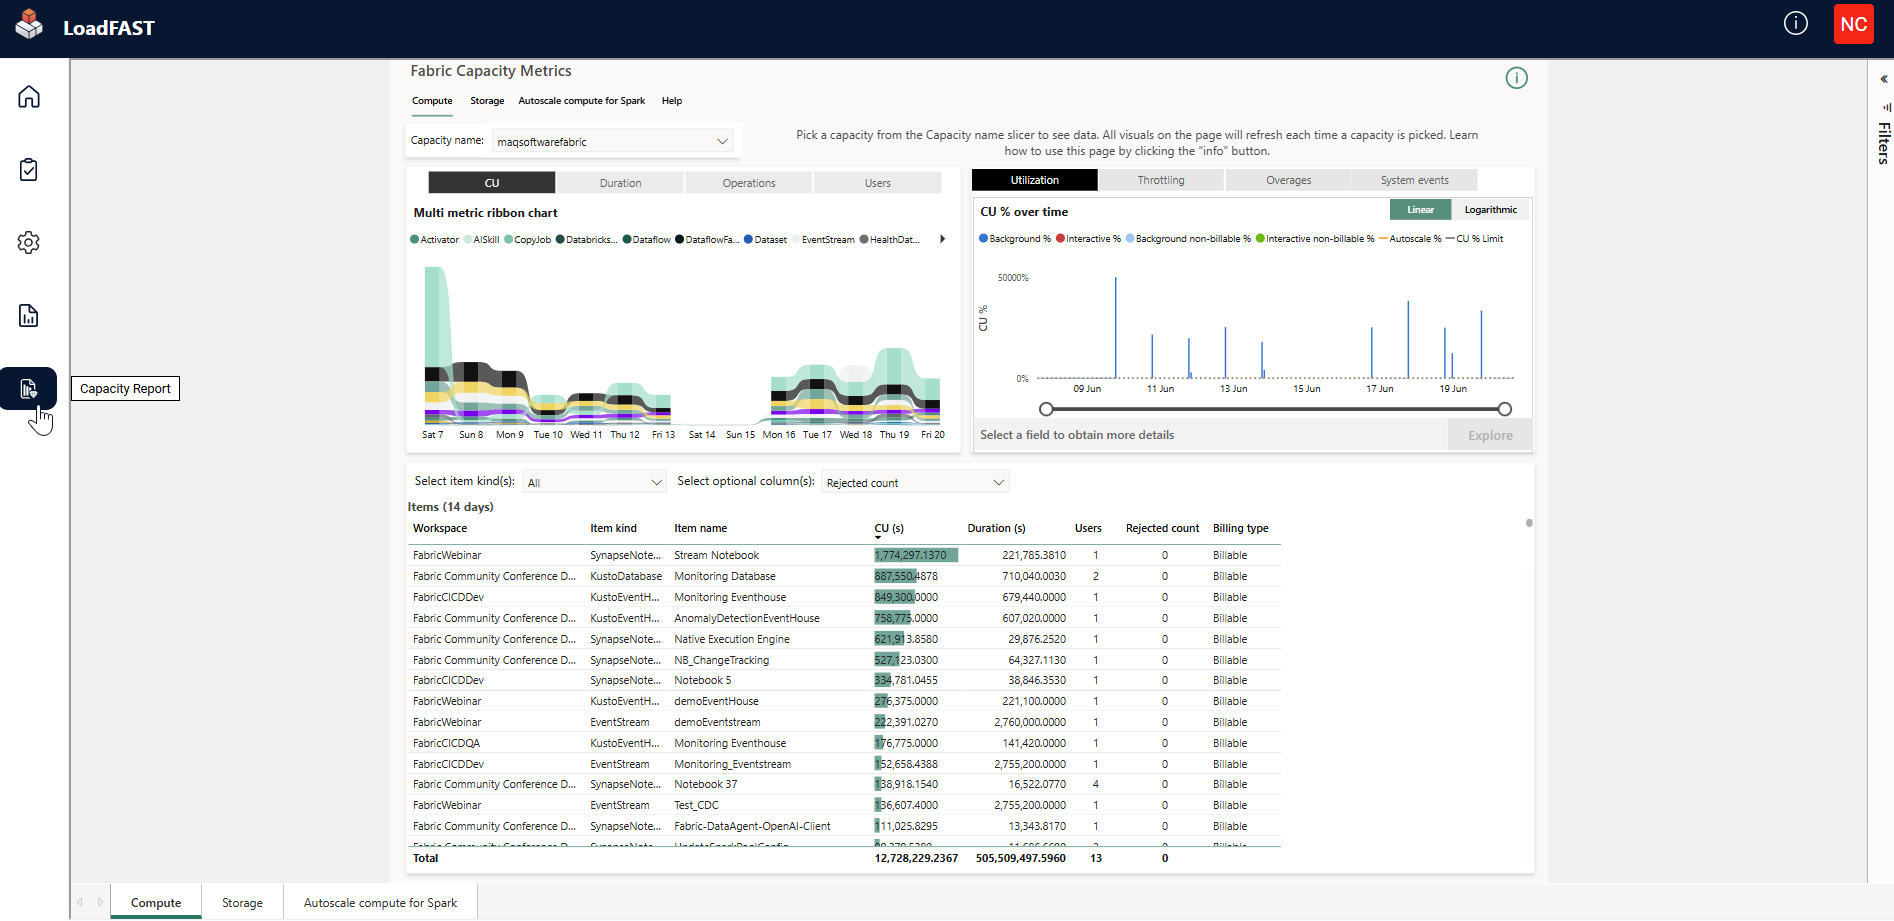 LoadFAST
NC
Fabric Capacity Metrics
Compute Storage Autoscale compute for Spark Help
Capacity name: maqsoftwarefabric
Pick a capacity from the Capacity name slicer to see data. All visuals on the page will refresh each time a capacity is picked. Learn
how to use this page by clicking the "info" button.
Filters
CU Duration Operations Users
Multi metric ribbon chart
Activator AISkill CopyJob Databricks... Dataflow DataflowFa... Dataset EventStream HealthDat...
Sat 7 Sun 8 Mon 9 Tue 10 Wed 11 Thu 12 Fri 13 Sat 14 Sun 15 Mon 16 Tue 17 Wed 18 Thu 19 Fri 20
Utilization Throttling Overages System events
CU % over time
Linear Logarithmic
Background % Interactive % Background non-billable % Interactive non-billable % Autoscale % CU % Limit
50000%
CU %
0%
09 Jun 11 Jun 13 Jun 15 Jun 17 Jun 19 Jun
Select a field to obtain more details
Explore
Capacity Report
Select item kind(s): All Select optional column(s): Rejected count
Items (14 days)
Workspace Item kind Item name CU (s) Duration (s) Users Rejected count Billing type
FabricWebinar SynapseNote... Stream Notebook 1,774,297.1370 221,785.3810 1 0 Billable
Fabric Community Conference D... KustoDatabase Monitoring Database 887,550.4878 710,040.0030 2 0 Billable
FabricCICDDev KustoEventH... Monitoring Eventhouse 849,300.0000 679,440.0000 1 0 Billable
Fabric Community Conference D... KustoEventH... AnomalyDetectionEventHouse 758,775.0000 607,020.0000 1 0 Billable
Fabric Community Conference D... SynapseNote... Native Execution Engine 621,913.8580 29,876.2520 1 0 Billable
Fabric Community Conference D... SynapseNote... NB_ChangeTracking 527,123.0300 64,327.1130 1 0 Billable
FabricCICDDev SynapseNote... Notebook 5 334,781.0455 38,846.3530 1 0 Billable
FabricWebinar KustoEventH... demoEventHouse 276,375.0000 221,100.0000 1 0 Billable
FabricWebinar EventStream demoEventstream 222,391.0270 2,760,000.0000 1 0 Billable
FabricCICDQA KustoEventH... Monitoring Eventhouse 176,775.0000 141,420.0000 1 0 Billable
FabricCICDDev EventStream Monitoring_Eventstream 152,658.4388 2,755,200.0000 1 0 Billable
Fabric Community Conference D... SynapseNote... Notebook 37 138,918.1540 16,522.0770 4 0 Billable
FabricWebinar EventStream Test_CDC 136,607.4000 2,755,200.0000 1 0 Billable
Fabric Community Conference D... SynapseNote... Fabric-DataAgent-OpenAI-Client 111,025.8295 13,343.8170 1 0 Billable
Total 12,728,229.2367 505,509,497.5960 13 0
Compute Storage Autoscale compute for Spark